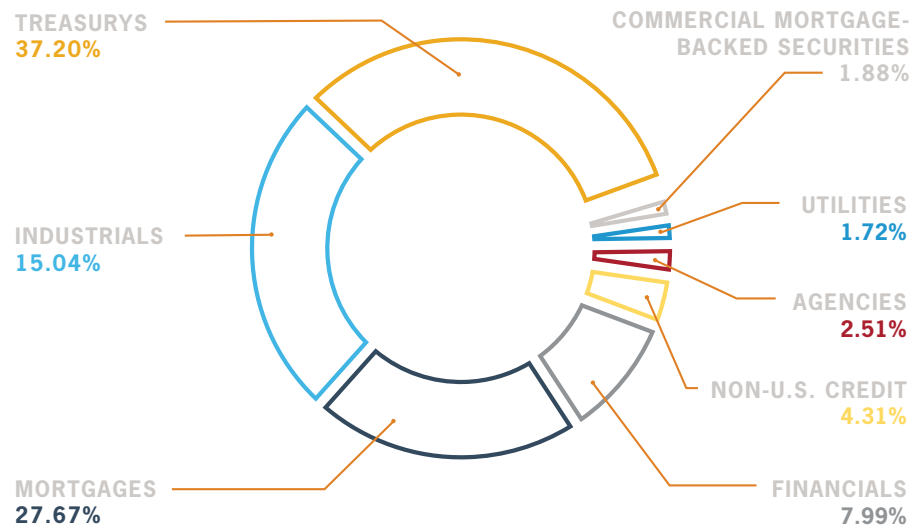 TREASURYS
37.20%
COMMERCIAL MORTGAGE-
BACKED SECURITIES
1.88%
UTILITIES
1.72%
INDUSTRIALS
15.04%
AGENCIES
2.51%
NON-U.S. CREDIT
4.31%
MORTGAGES
27.67%
FINANCIALS
7.99%